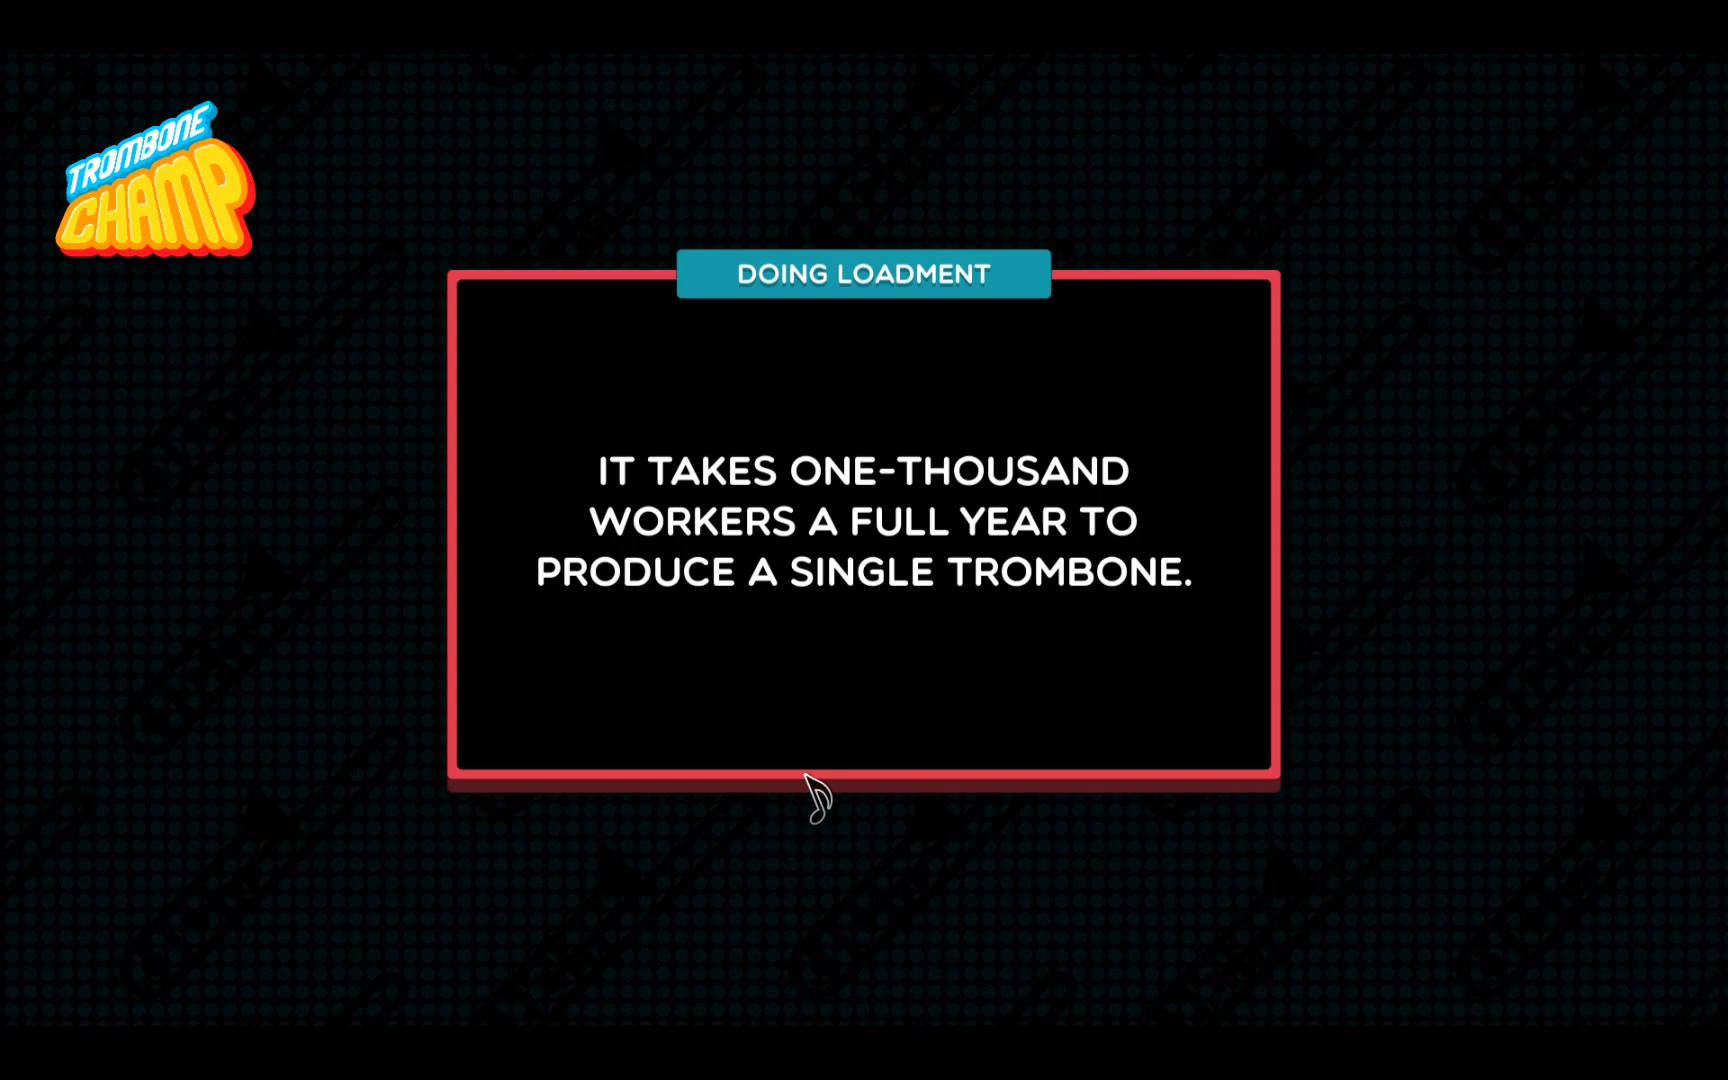 TROMBONE
CHAMP
DOING LOADMENT
IT TAKES ONE-THOUSAND
WORKERS A FULL YEAR TO
PRODUCE A SINGLE TROMBONE.